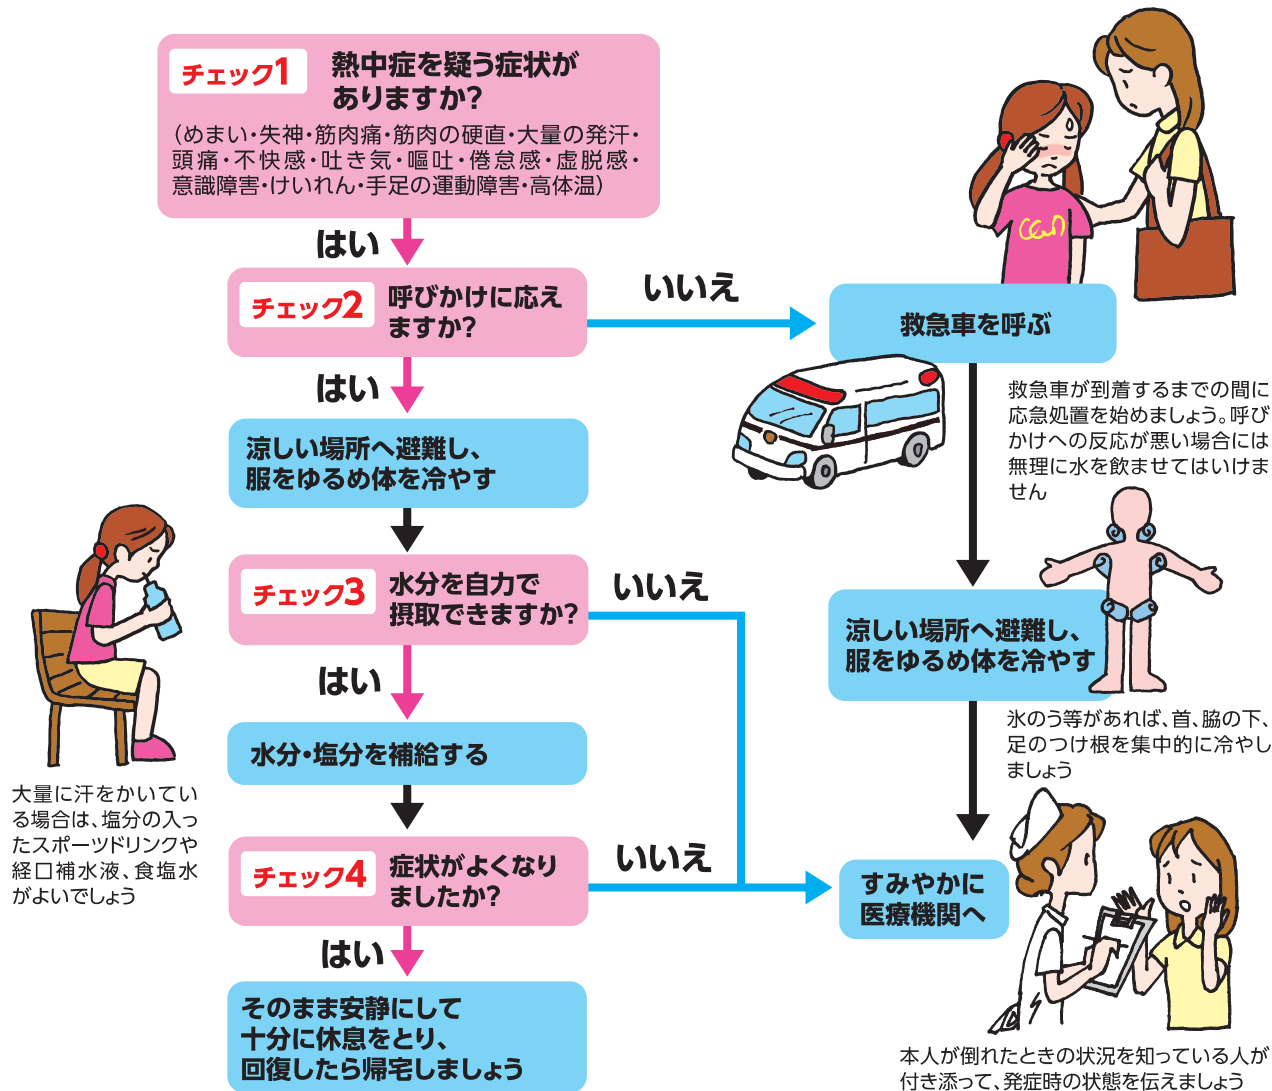 チェック1
熱中症を疑う症状が
ありますか?
(めまい・失神・筋肉痛・筋肉の硬直・大量の発汗・
頭痛・不快感・吐き気・嘔吐・倦怠感・虚脱感・
意識障害・けいれん・手足の運動障害・高体温)
はい
チェック2
呼びかけに応え
ますか?
いいえ
救急車を呼ぶ
救急車が到着するまでの間に
応急処置を始めましょう。呼び
かけへの反応が悪い場合には
無理に水を飲ませてはいけま
せん
はい
涼しい場所へ避難し、
服をゆるめ体を冷やす
チェック3
水分を自力で
摂取できますか?
いいえ
涼しい場所へ避難し、
服をゆるめ体を冷やす
氷のう等があれば、首、脇の下、
足のつけ根を集中的に冷やし
ましょう
はい
水分・塩分を補給する
大量に汗をかいてい
る場合は、塩分の入っ
たスポーツドリンクや
経口補水液、食塩水
がよいでしょう
チェック4
症状がよくなり
ましたか?
いいえ
すみやかに
医療機関へ
はい
そのまま安静にして
十分に休息をとり、
回復したら帰宅しましょう
本人が倒れたときの状況を知っている人が
付き添って、発症時の状態を伝えましょう